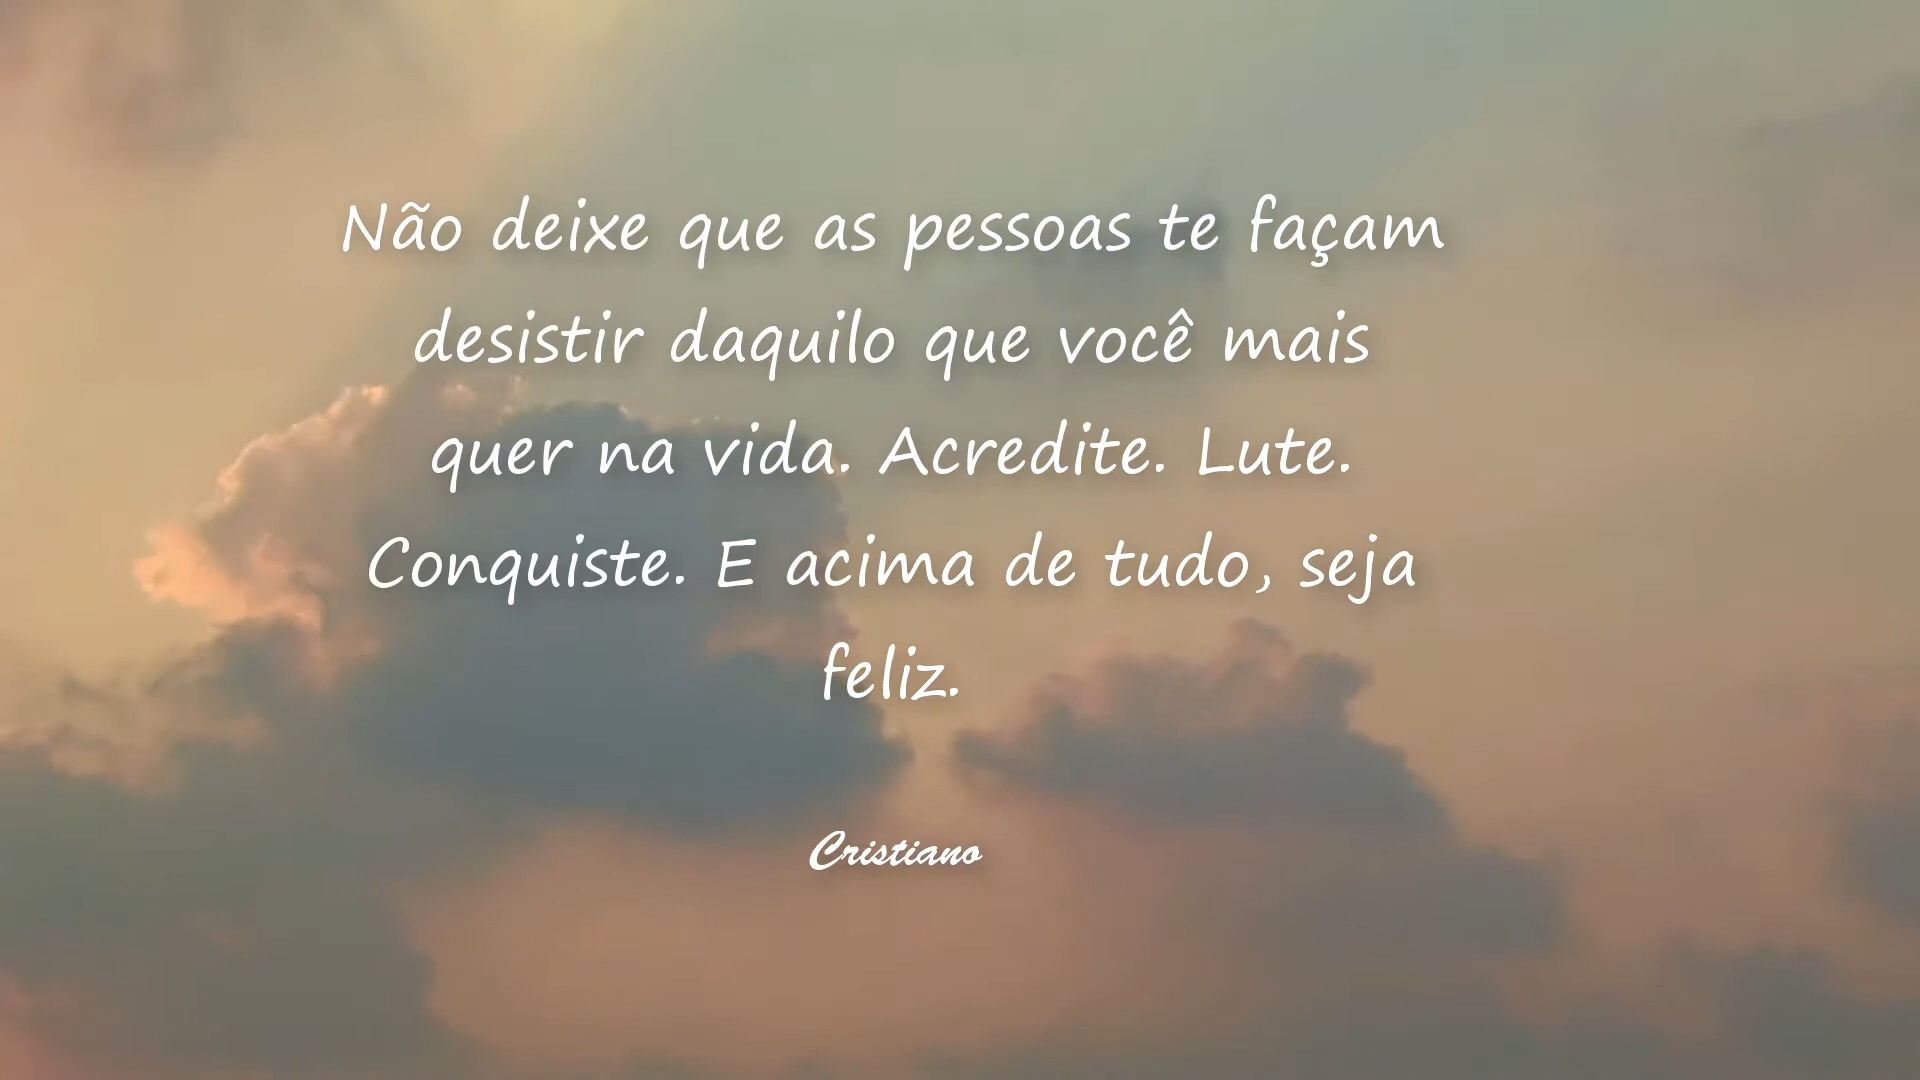 Não deixe que as pessoas te façam
desistir daquilo que você mais
quer na vida. Acredite. Lute.
Conquiste. E acima de tudo, seja
feliz.
Cristiano